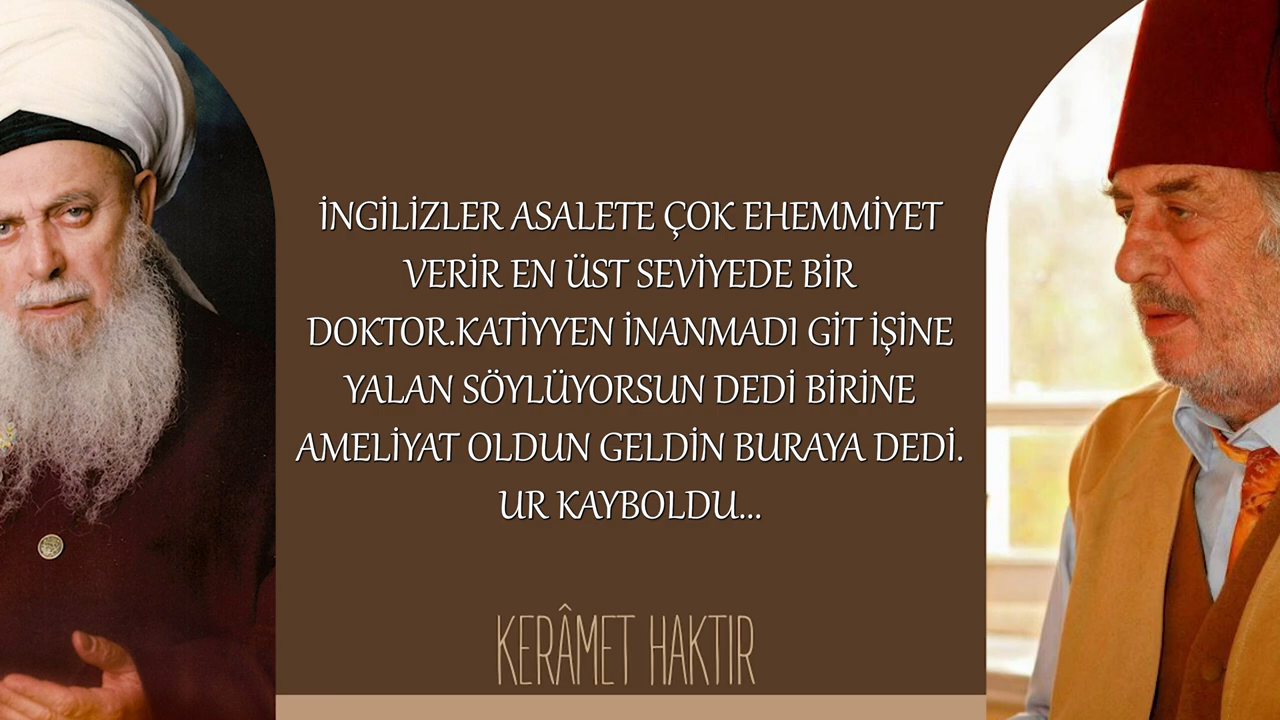 İNGİLİZLER ASALETE ÇOK EHEMMİYET
VERİR EN ÜST SEVİYEDE BİR
DOKTOR.KATİYYEN İNANMADI GİT İŞİNE
YALAN SÖYLÜYORSUN DEDİ BİRİNE
AMELİYAT OLDUN GELDİN BURAYA DEDİ.
UR KAYBOLDU...
KERÂMET HAKTIR